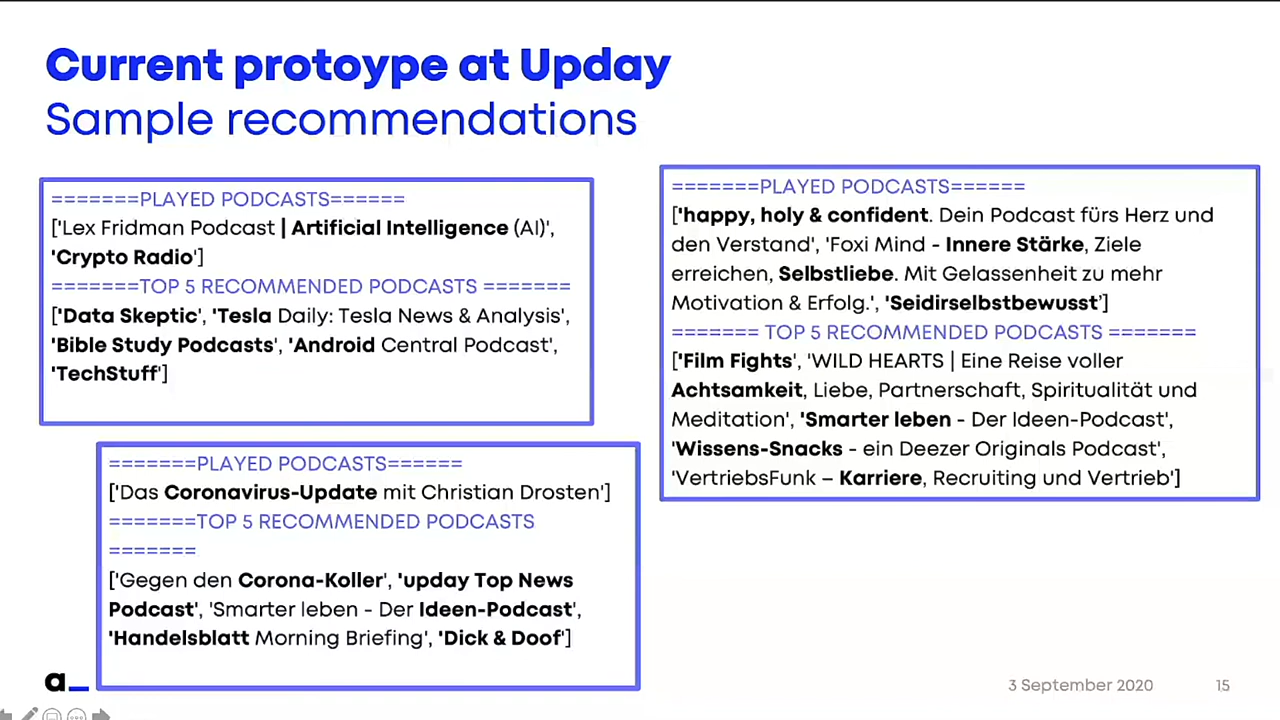 Current protoype at Upday
Sample recommendations
=======PLAYED PODCASTS======
['Lex Fridman Podcast | Artificial Intelligence (AI)',
'Crypto Radio']
=======TOP 5 RECOMMENDED PODCASTS =======
['Data Skeptic', 'Tesla Daily: Tesla News & Analysis',
'Bible Study Podcasts', 'Android Central Podcast',
'TechStuff']
=======PLAYED PODCASTS======
['Das Coronavirus-Update mit Christian Drosten']
=======TOP 5 RECOMMENDED PODCASTS
=======
['Gegen den Corona-Koller', 'upday Top News
Podcast', 'Smarter leben - Der Ideen-Podcast',
'Handelsblatt Morning Briefing', 'Dick & Doof']
=======PLAYED PODCASTS======
['happy, holy & confident. Dein Podcast fürs Herz und
den Verstand', 'Foxi Mind - Innere Stärke, Ziele
erreichen, Selbstliebe. Mit Gelassenheit zu mehr
Motivation & Erfolg.', 'Seidirselbstbewusst']
======= TOP 5 RECOMMENDED PODCASTS =======
['Film Fights', 'WILD HEARTS | Eine Reise voller
Achtsamkeit, Liebe, Partnerschaft, Spiritualität und
Meditation', 'Smarter leben - Der Ideen-Podcast',
'Wissens-Snacks - ein Deezer Originals Podcast',
'VertriebsFunk – Karriere, Recruiting und Vertrieb']
a_
3 September 2020
15